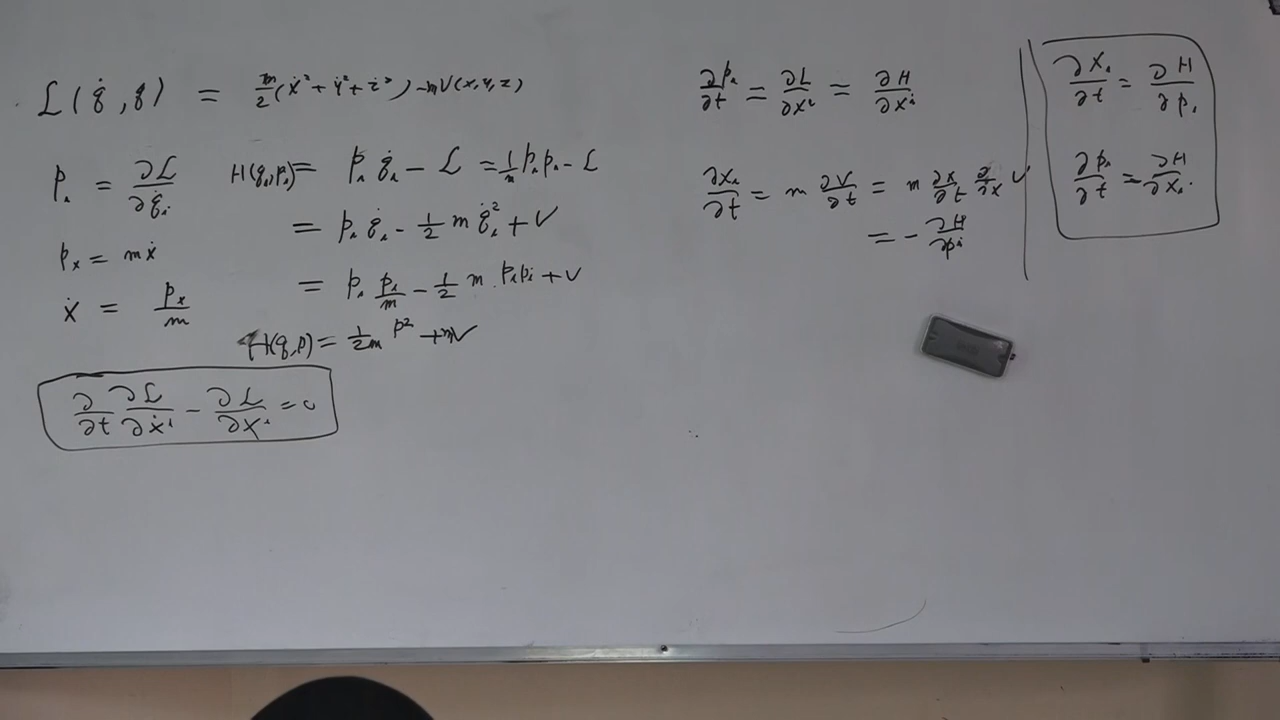 ℒ(q̇, q) = m/2 (ẋ² + ẏ² + ż²) - mV(x, y, z)
pᵢ = ∂ℒ/∂q̇ᵢ
pₓ = mẋ
ẋ = pₓ/m
H(qᵢ, pᵢ) = pᵢ q̇ᵢ - ℒ = 1/m pᵢpᵢ - ℒ
= pᵢ q̇ᵢ - 1/2 m q̇ᵢ² + V
= pᵢ pᵢ/m - 1/2 m · pᵢpᵢ + V
H(q, p) = 1/2m p² + mV
∂/∂t ∂ℒ/∂ẋⁱ - ∂ℒ/∂xⁱ = 0
∂pᵢ/∂t = ∂L/∂xⁱ = ∂H/∂xⁱ
∂xᵢ/∂t = m ∂V/∂t = m ∂x/∂t ∂/∂x V
= - ∂H/∂pi
∂xᵢ/∂t = ∂H/∂pᵢ
∂pᵢ/∂t = ∂H/∂xᵢ